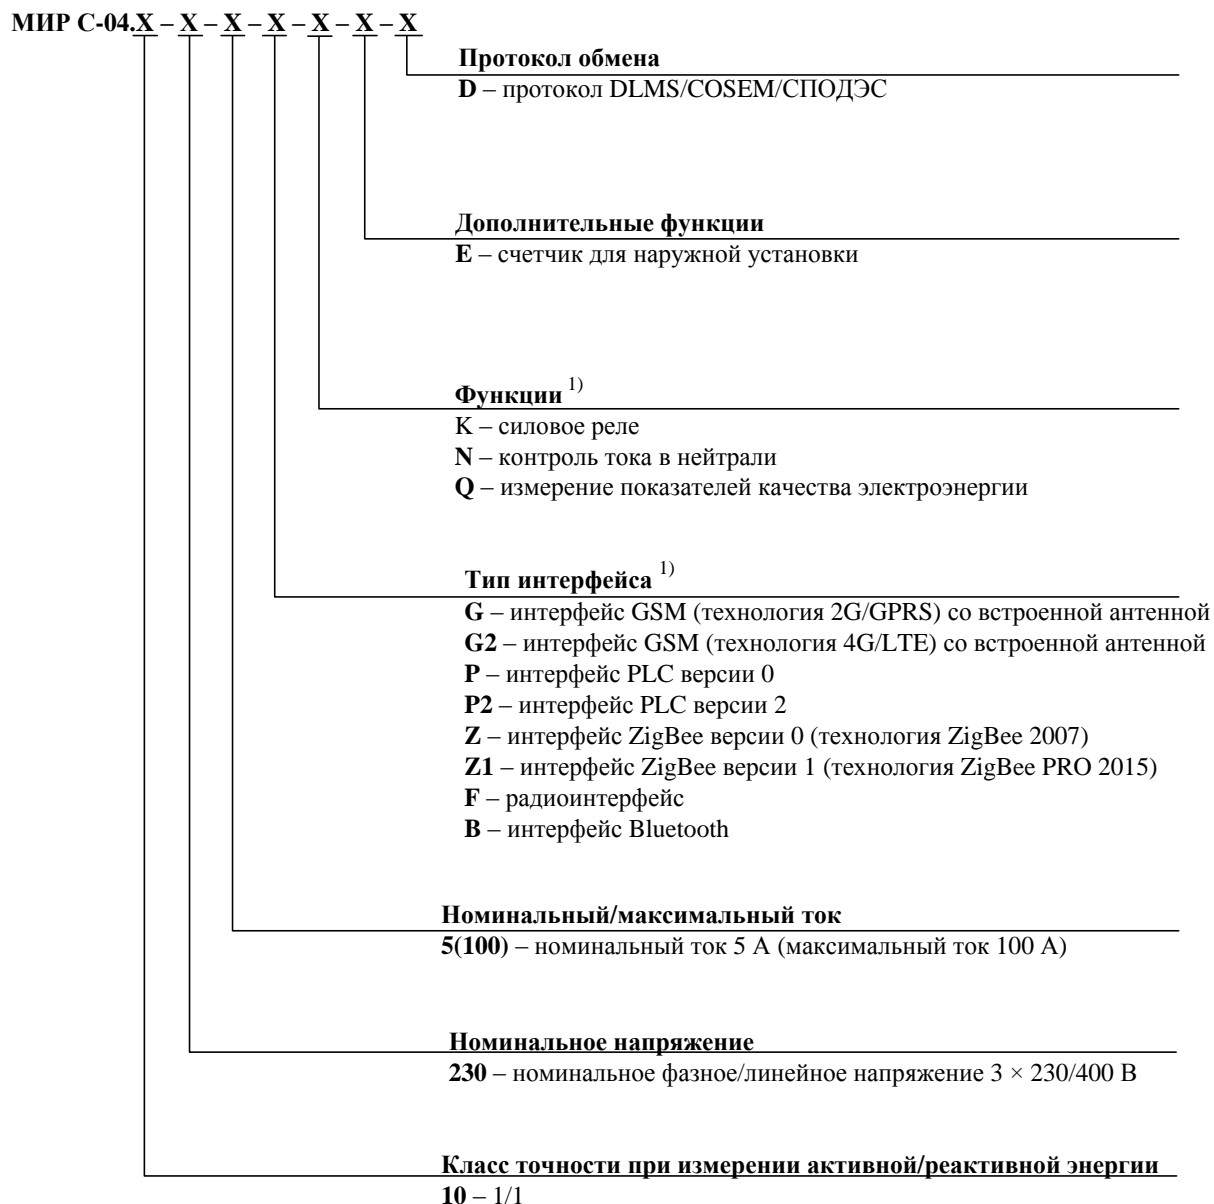 МИР С-04.X – X – X – X – X – X – X
Протокол обмена
D – протокол DLMS/COSEM/СПОДЭС
Дополнительные функции
E – счетчик для наружной установки
Функции 1)
K – силовое реле
N – контроль тока в нейтрали
Q – измерение показателей качества электроэнергии
Тип интерфейса 1)
G – интерфейс GSM (технология 2G/GPRS) со встроенной антенной
G2 – интерфейс GSM (технология 4G/LTE) со встроенной антенной
P – интерфейс PLC версии 0
P2 – интерфейс PLC версии 2
Z – интерфейс ZigBee версии 0 (технология ZigBee 2007)
Z1 – интерфейс ZigBee версии 1 (технология ZigBee PRO 2015)
F – радиоинтерфейс
B – интерфейс Bluetooth
Номинальный/максимальный ток
5(100) – номинальный ток 5 А (максимальный ток 100 А)
Номинальное напряжение
230 – номинальное фазное/линейное напряжение 3 × 230/400 В
Класс точности при измерении активной/реактивной энергии
10 – 1/1